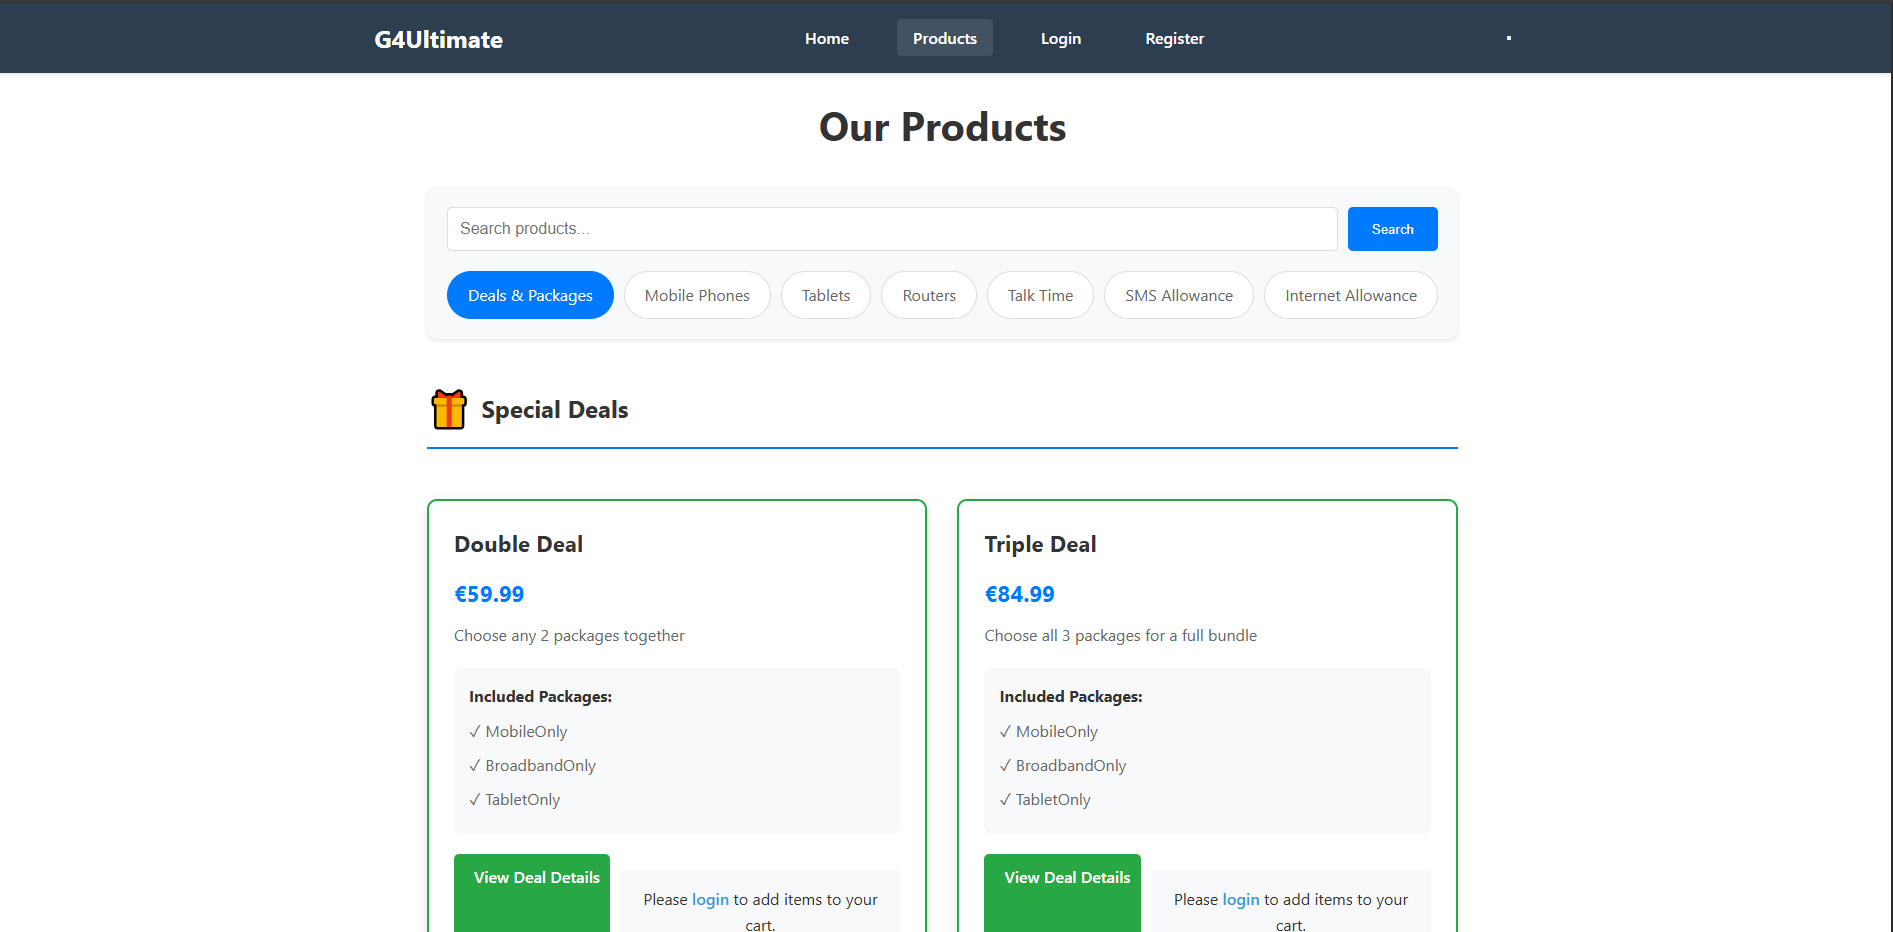 G4Ultimate Home Products Login Register
Our Products
Search products... Search
Deals & Packages Mobile Phones Tablets Routers Talk Time SMS Allowance Internet Allowance
Special Deals
Double Deal
€59.99
Choose any 2 packages together
Included Packages:
✓ MobileOnly
✓ BroadbandOnly
✓ TabletOnly
View Deal Details
Please login to add items to your
cart.
Triple Deal
€84.99
Choose all 3 packages for a full bundle
Included Packages:
✓ MobileOnly
✓ BroadbandOnly
✓ TabletOnly
View Deal Details
Please login to add items to your
cart.